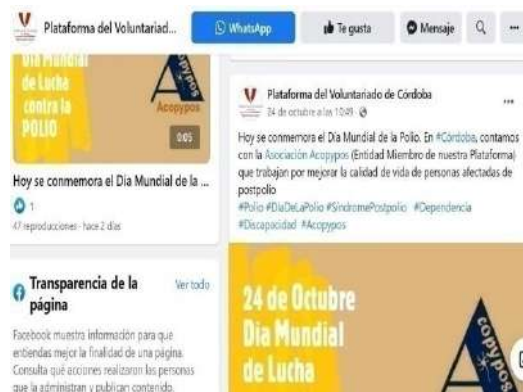 Plataforma del Voluntariad...
WhatsApp
Te gusta
Mensaje
Día Mundial
de Lucha
contra la
POLIO
Acopypos
Acopypos
0:05
Hoy se conmemora el Dia Mundial de la ...
1
47 reproducciones · hace 2 días
Transparencia de la
página
Ver todo
Facebook muestra información para que
entiendas mejor la finalidad de una página.
Consulta qué acciones realizaron las personas
que la administran y publican contenido.
Plataforma del Voluntariado de Córdoba
24 de octubre a las 10:49
Hoy se conmemora el Día Mundial de la Polio. En #Córdoba, contamos
con la Asociación Acopypos (Entidad Miembro de nuestra Plataforma)
que trabajan por mejorar la calidad de vida de personas afectadas de
postpolio
#Polio #DíaDeLaPolio #SíndromePostpolio #Dependencia
#Discapacidad #Acopypos
24 de Octubre
Dia Mundial
de Lucha
copypos